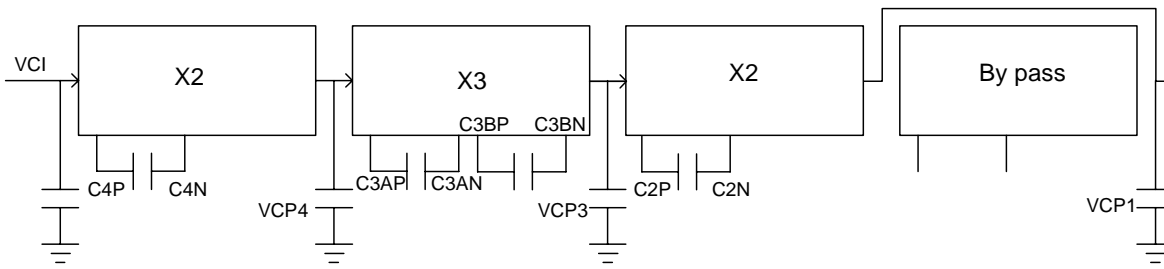 VCI
X2
X3
X2
By pass
C3BP
C3BN
C4P
C4N
C3AP
C3AN
C2P
C2N
VCP4
VCP3
VCP1